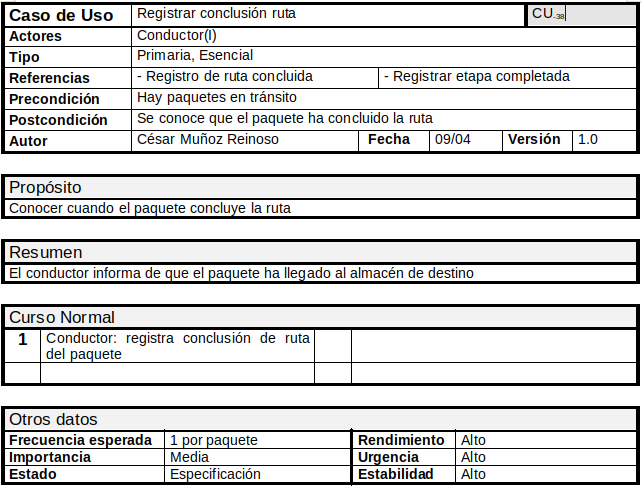 Caso de Uso Registrar conclusión ruta CU-38
Actores Conductor(I)
Tipo Primaria, Esencial
Referencias - Registro de ruta concluida - Registrar etapa completada
Precondición Hay paquetes en tránsito
Postcondición Se conoce que el paquete ha concluido la ruta
Autor César Muñoz Reinoso Fecha 09/04 Versión 1.0
Propósito
Conocer cuando el paquete concluye la ruta
Resumen
El conductor informa de que el paquete ha llegado al almacén de destino
Curso Normal
1 Conductor: registra conclusión de ruta
del paquete
Otros datos
Frecuencia esperada 1 por paquete Rendimiento Alto
Importancia Media Urgencia Alto
Estado Especificación Estabilidad Alto